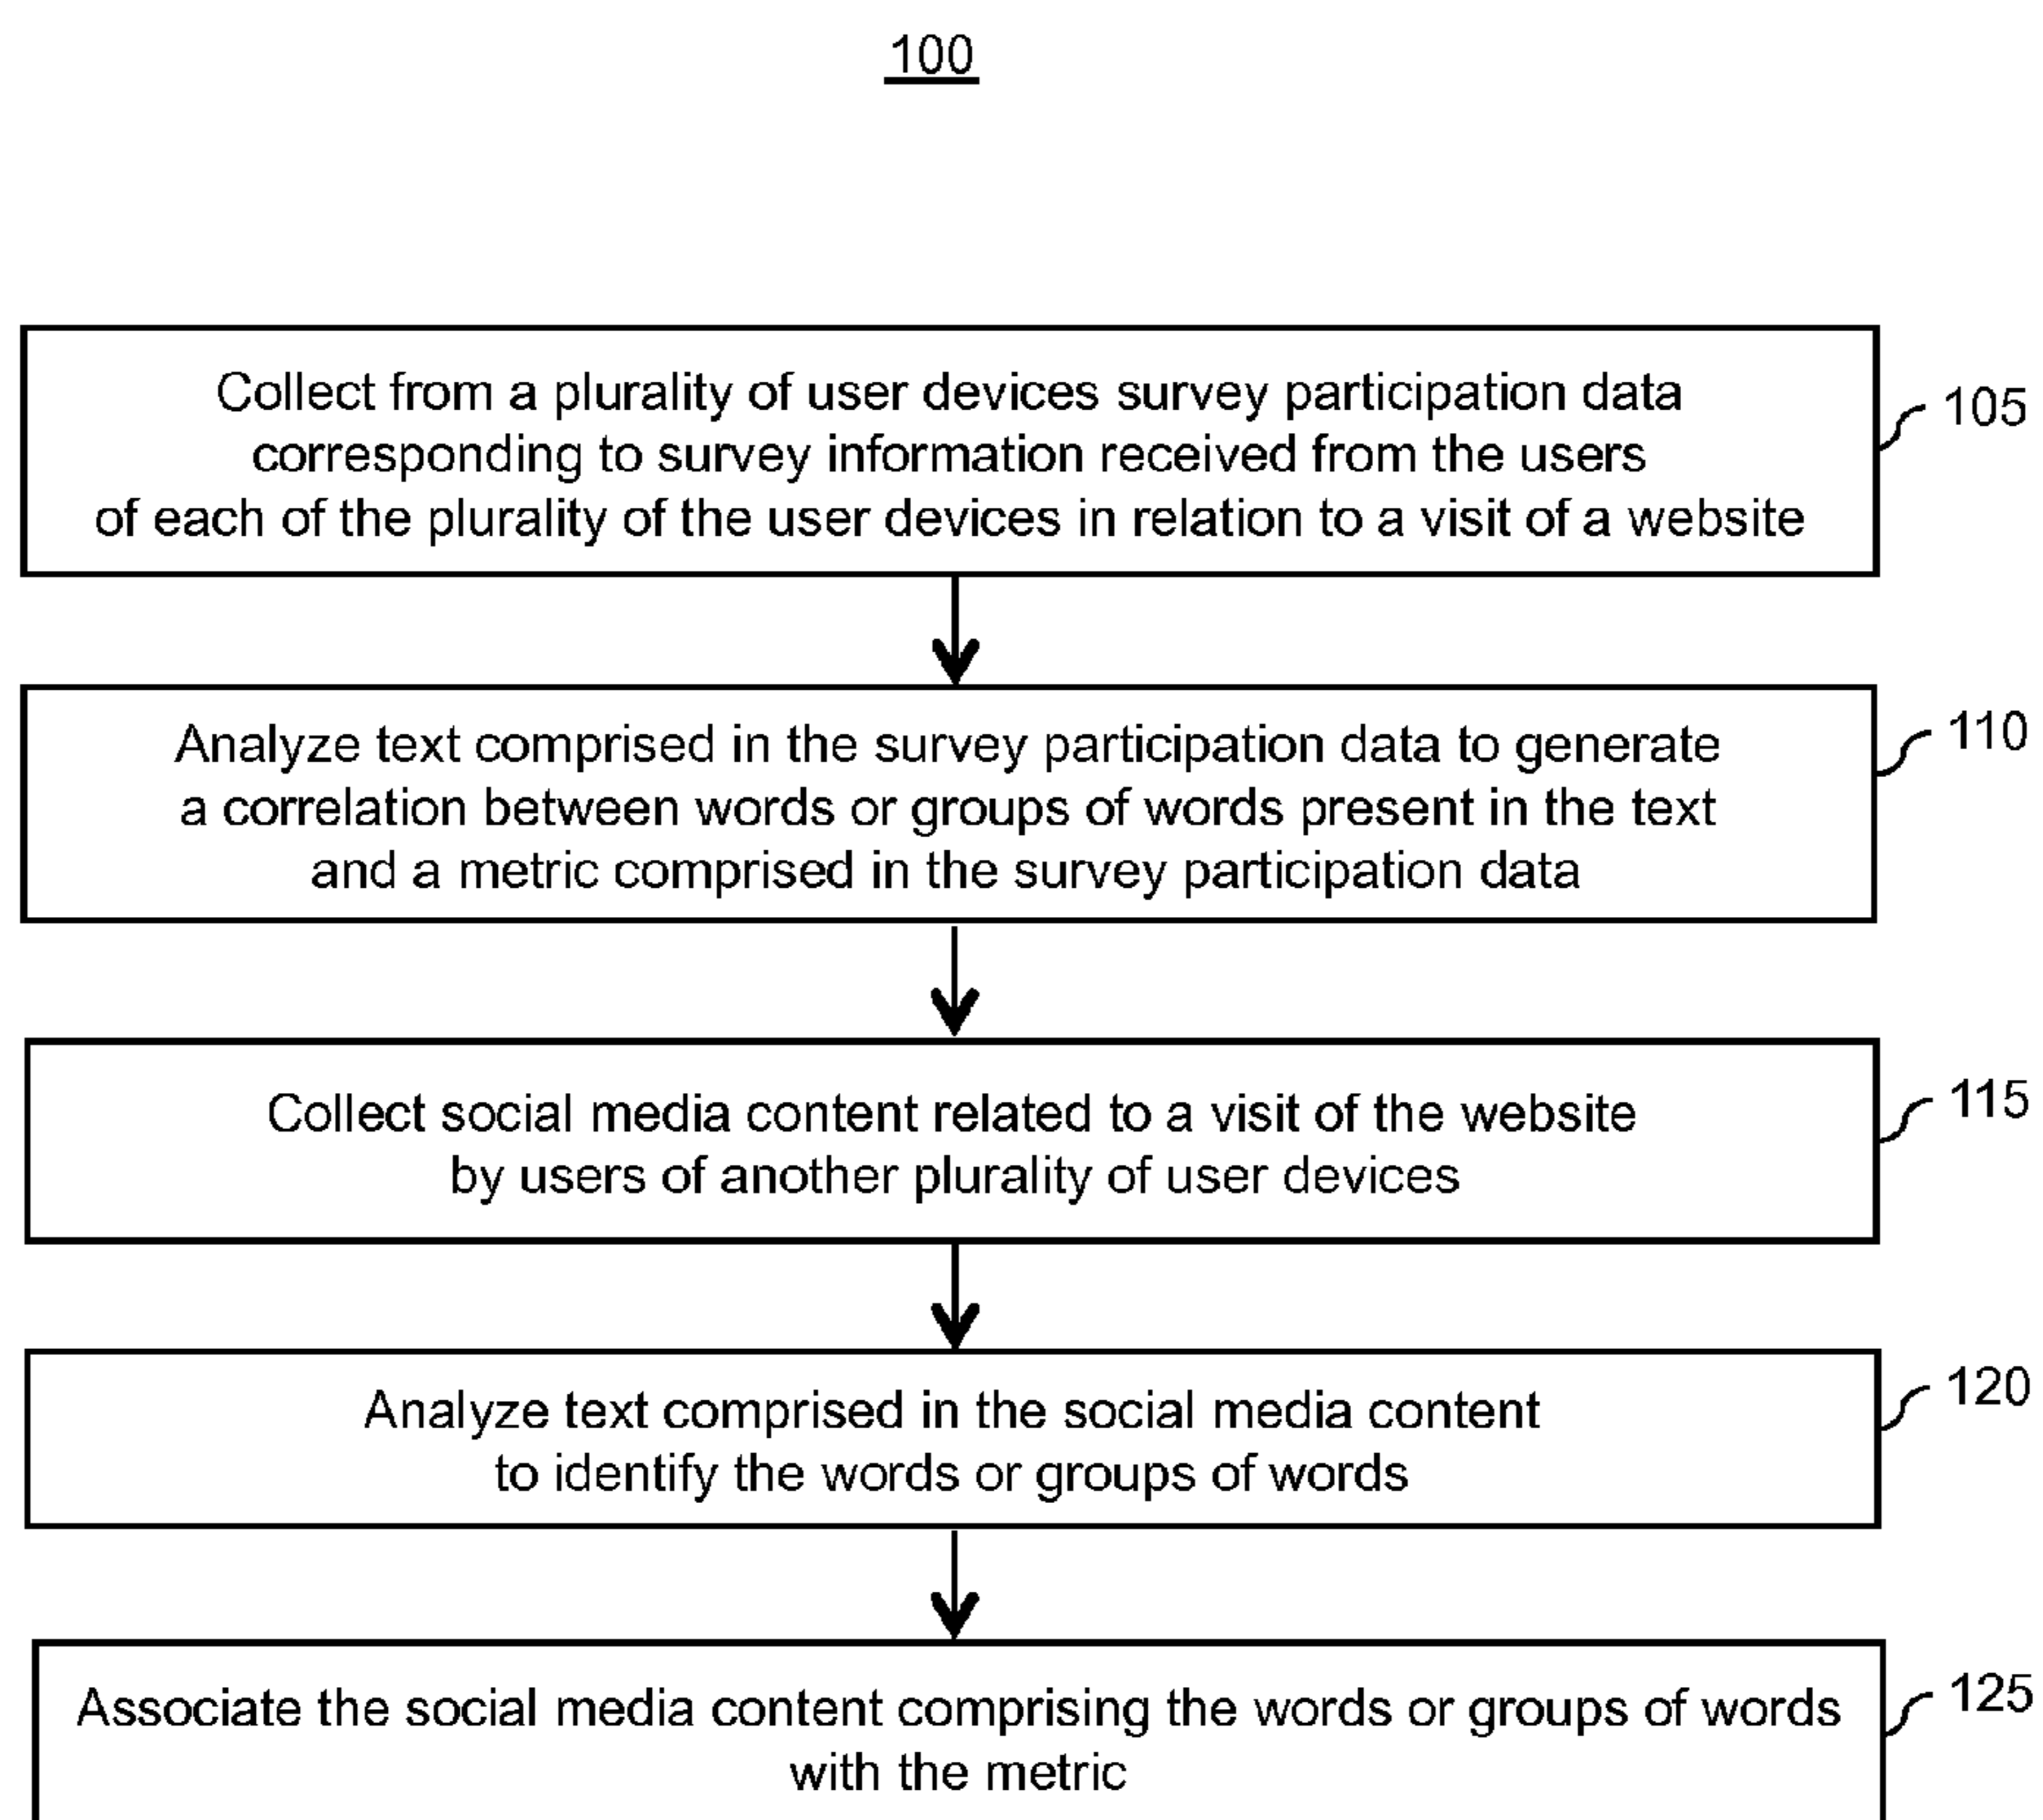 100
Collect from a plurality of user devices survey participation data
corresponding to survey information received from the users
of each of the plurality of the user devices in relation to a visit of a website
105
Analyze text comprised in the survey participation data to generate
a correlation between words or groups of words present in the text
and a metric comprised in the survey participation data
110
Collect social media content related to a visit of the website
by users of another plurality of user devices
115
Analyze text comprised in the social media content
to identify the words or groups of words
120
Associate the social media content comprising the words or groups of words
with the metric
125